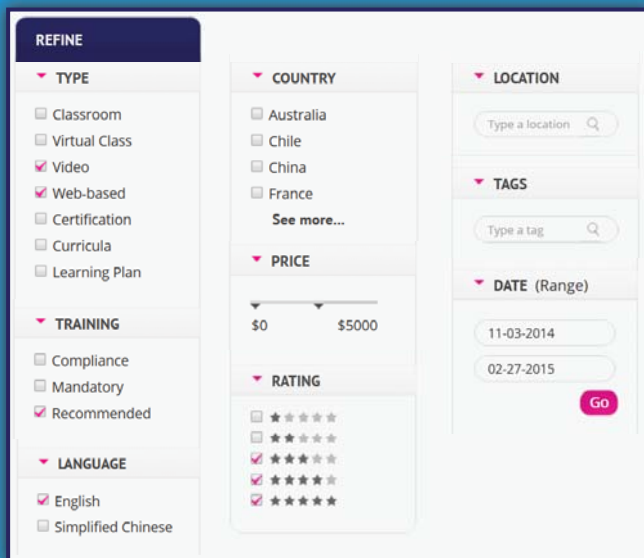 REFINE
TYPE
Classroom
Virtual Class
Video
Web-based
Certification
Curricula
Learning Plan
TRAINING
Compliance
Mandatory
Recommended
LANGUAGE
English
Simplified Chinese
COUNTRY
Australia
Chile
China
France
See more...
PRICE
$0 $5000
RATING
LOCATION
Type a location
TAGS
Type a tag
DATE (Range)
11-03-2014
02-27-2015
Go